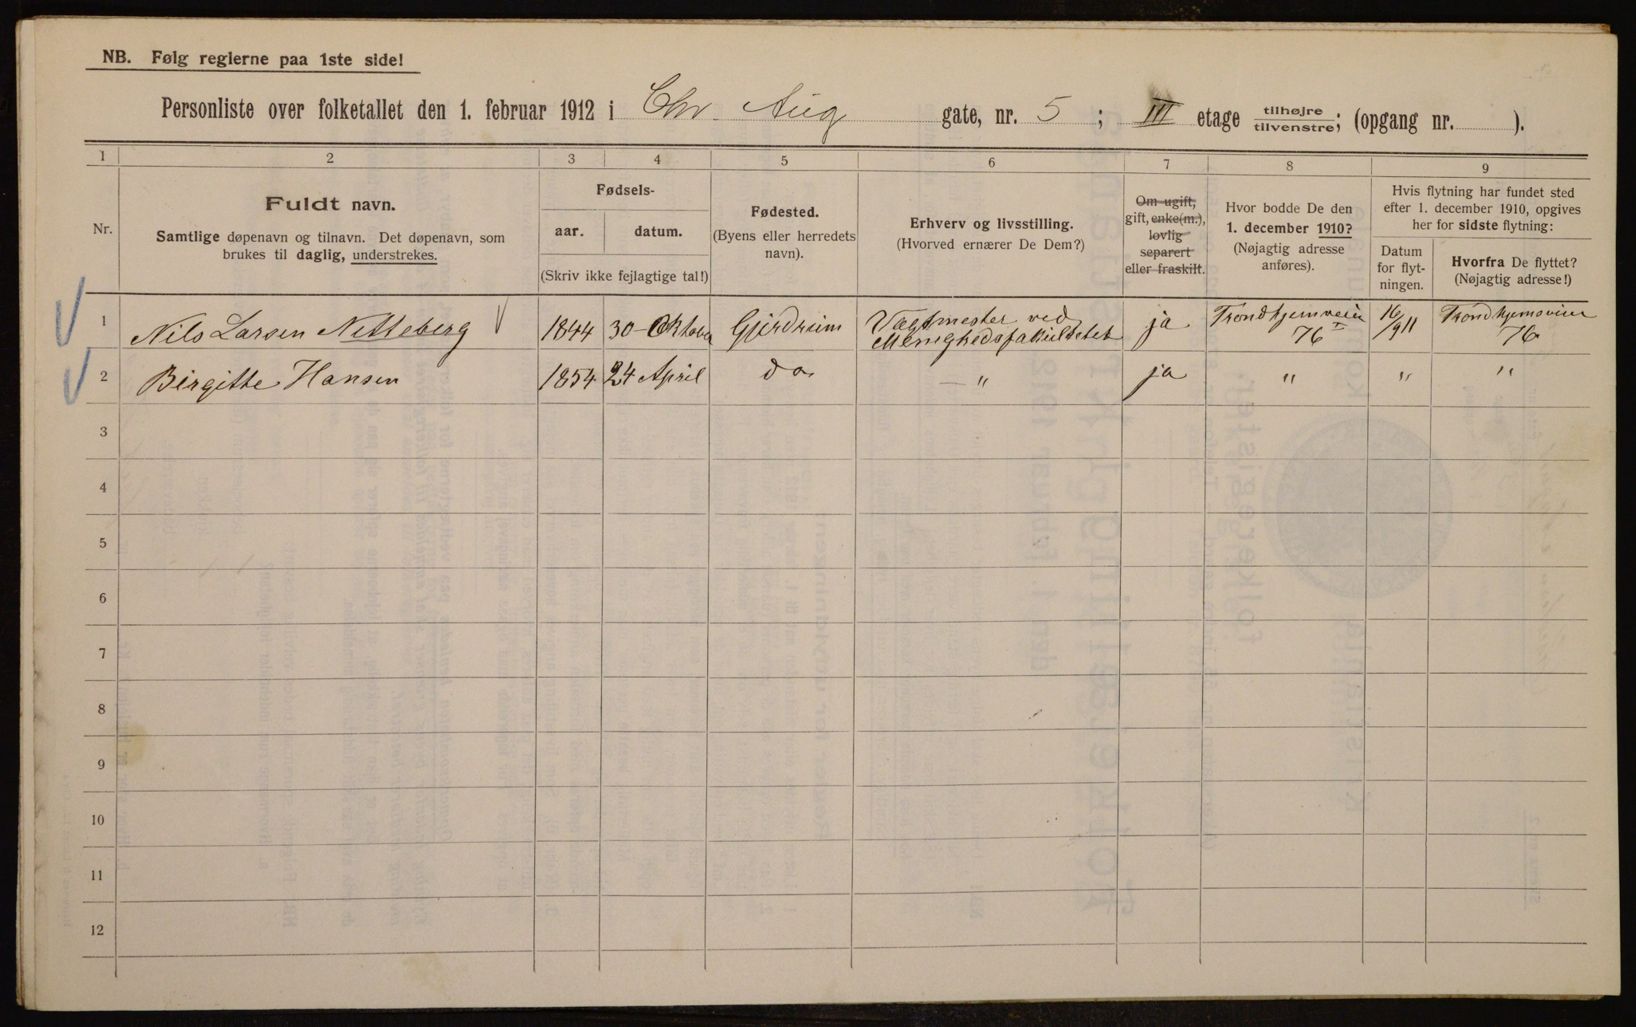 NB. Følg reglerne paa 1ste side!
Personliste over folketallet den 1. februar 1912 i Chr. Aug gate, nr. 5; III etage tilhøjre/tilvenstre; (opgang nr. ).
1 2 3 4 5 6 7 8 9
Nr.
Fuldt navn.
Samtlige døpenavn og tilnavn. Det døpenavn, som
brukes til daglig, understrekes.
Fødsels-
aar. datum.
(Skriv ikke fejlagtige tal!)
Fødested.
(Byens eller herredets
navn).
Erhverv og livsstilling.
(Hvorved ernærer De Dem?)
Om ugift,
gift, enke(m.),
lovlig
separert
eller fraskilt.
Hvor bodde De den
1. december 1910?
(Nøjagtig adresse
anføres).
Hvis flytning har fundet sted
efter 1. december 1910, opgives
her for sidste flytning:
Datum
for flyt-
ningen.
Hvorfra De flyttet?
(Nøjagtig adresse!)
1 Nils Larsen Nitteberg 1844 30-Oktober Gjerdrum Vagtmester ved
Menighedsfakultetet ja Trondhjemveien
76 I 16/9 11 Trondhjemsveien
76
2 Birgitte Hansen 1854 24 April do — " ja " " "
3
4
5
6
7
8
9
10
11
12